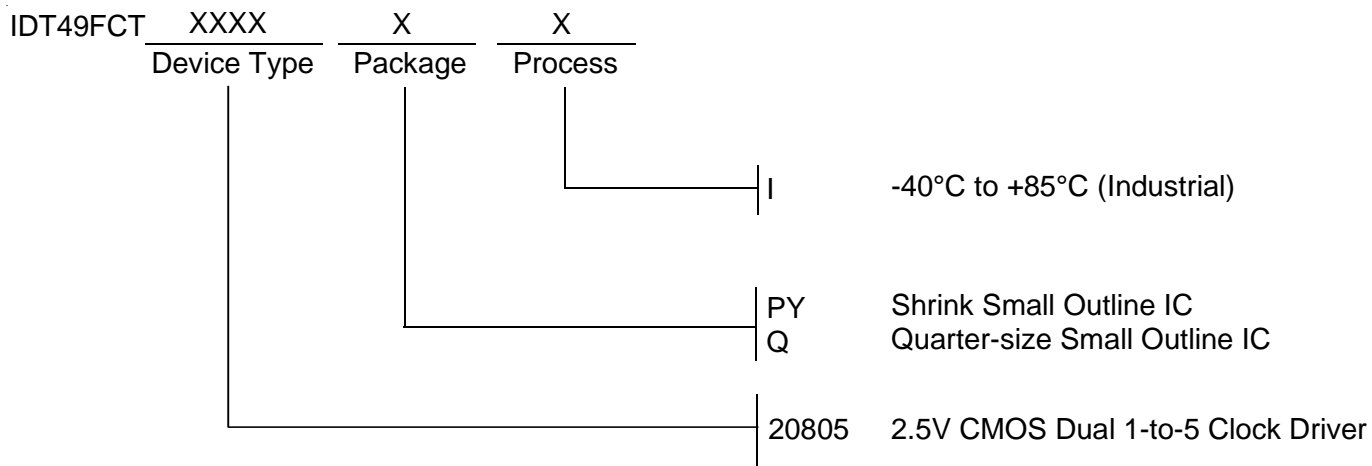 IDT49FCT XXXX X X
Device Type Package Process
I -40°C to +85°C (Industrial)
PY Shrink Small Outline IC
Q Quarter-size Small Outline IC
20805 2.5V CMOS Dual 1-to-5 Clock Driver